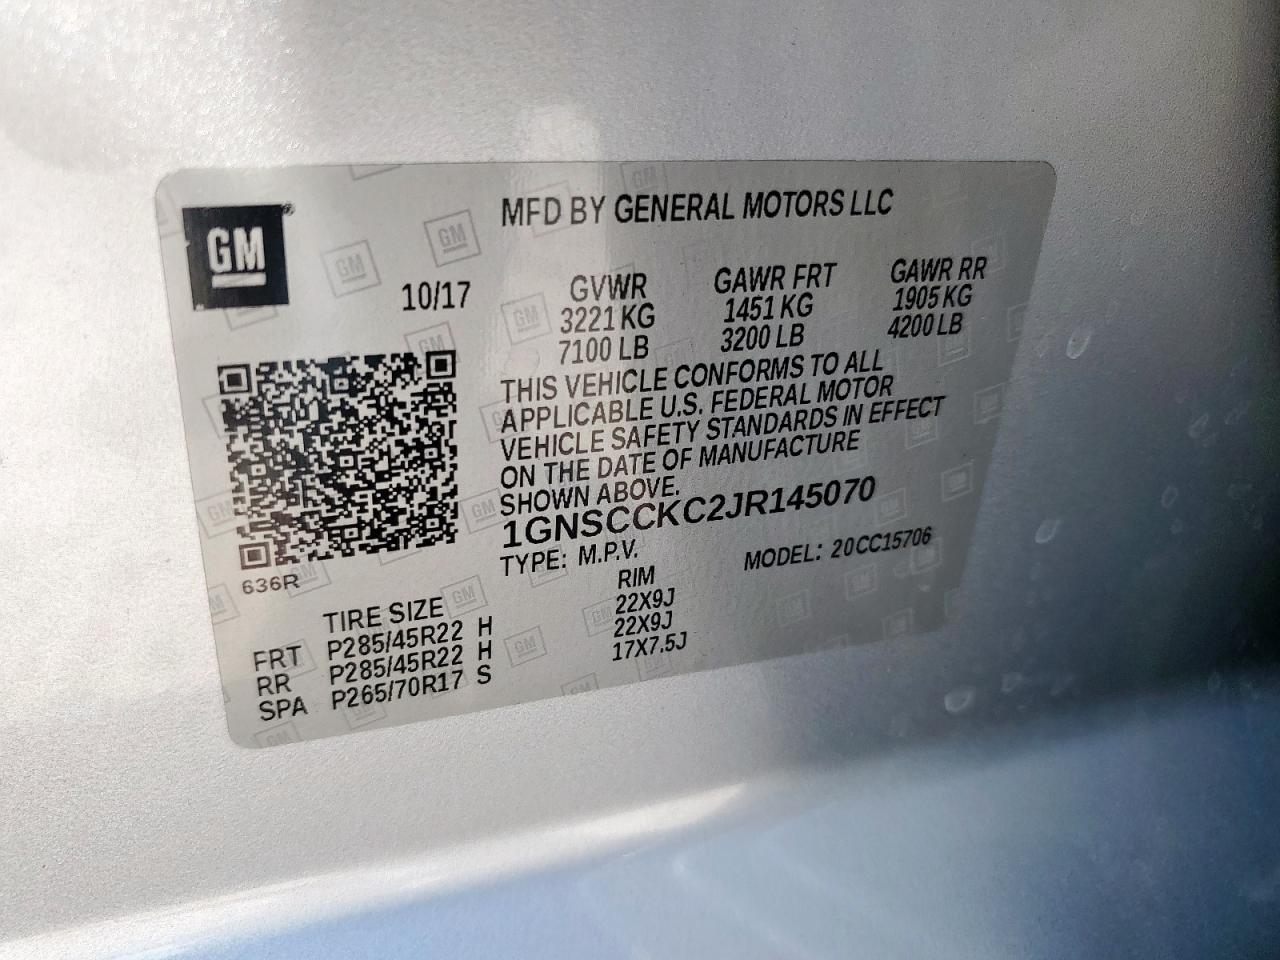 GM
MFD BY GENERAL MOTORS LLC
10/17
GVWR GAWR FRT GAWR RR
3221 KG 1451 KG 1905 KG
7100 LB 3200 LB 4200 LB
THIS VEHICLE CONFORMS TO ALL
APPLICABLE U.S. FEDERAL MOTOR
VEHICLE SAFETY STANDARDS IN EFFECT
ON THE DATE OF MANUFACTURE
SHOWN ABOVE.
1GNSCCKC2JR145070
TYPE: M.P.V. MODEL: 20CC15706
636R
TIRE SIZE RIM
FRT P285/45R22 H 22X9J
RR P285/45R22 H 22X9J
SPA P265/70R17 S 17X7.5J